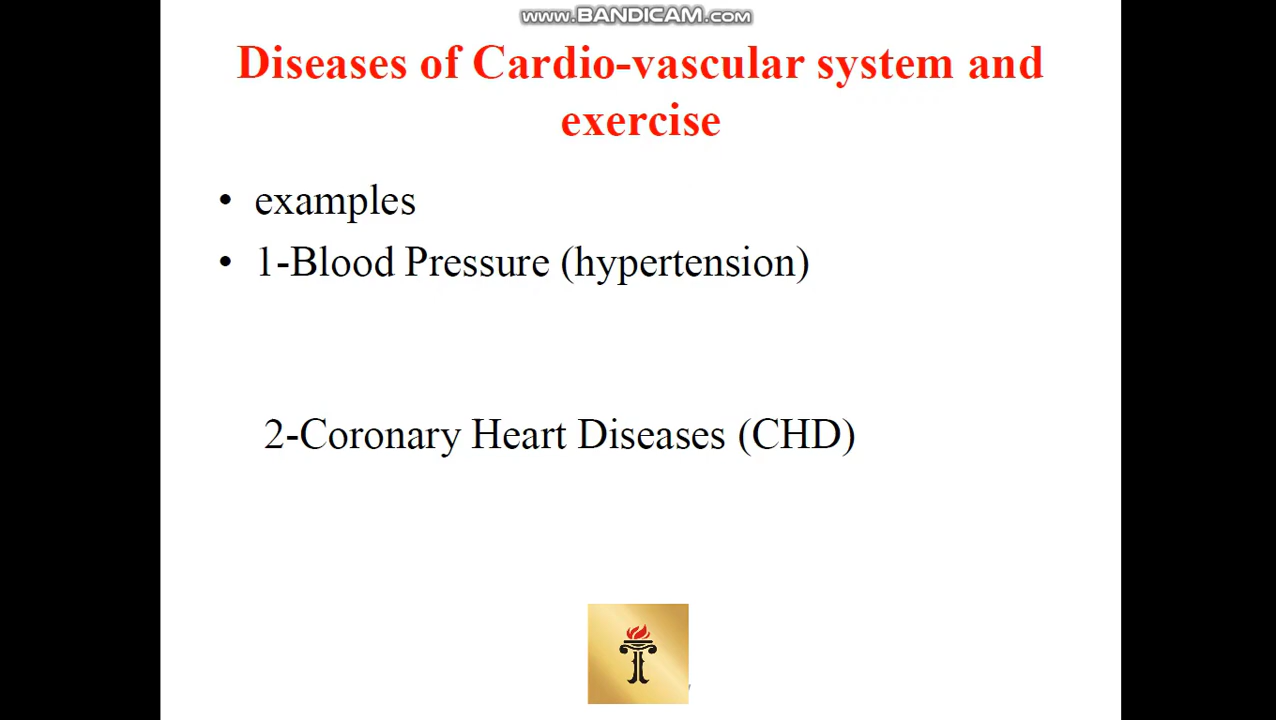 www.BANDICAM.com
Diseases of Cardio-vascular system and
exercise
• examples
• 1-Blood Pressure (hypertension)
2-Coronary Heart Diseases (CHD)